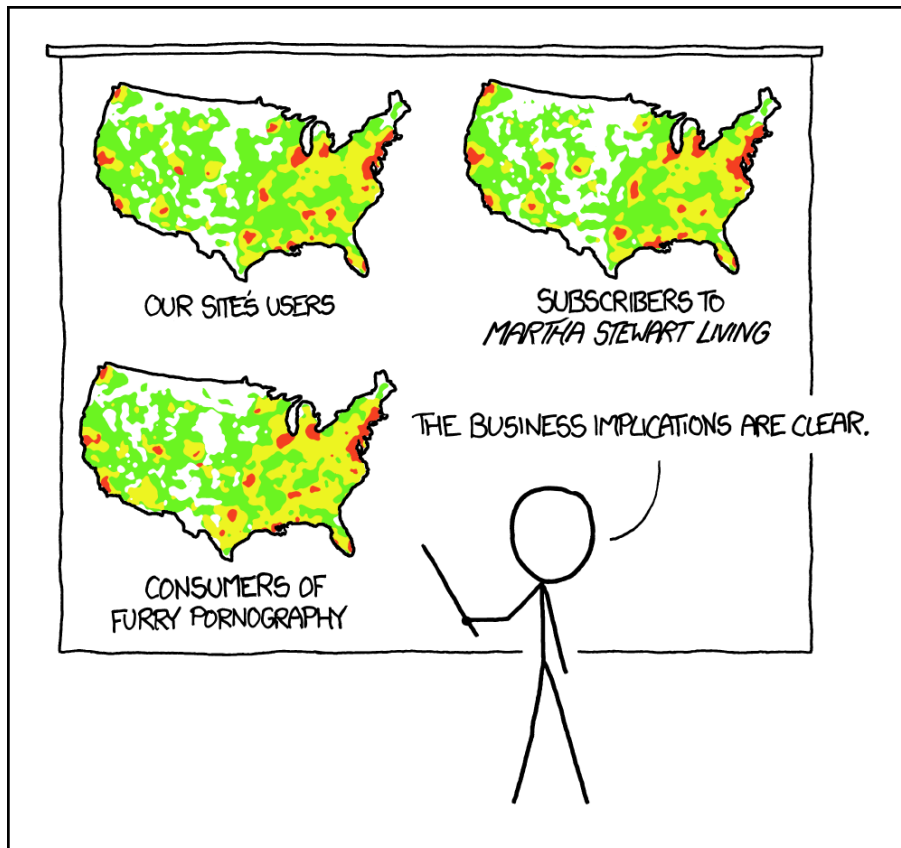 OUR SITE'S USERS
SUBSCRIBERS TO
MARTHA STEWART LIVING
CONSUMERS OF
FURRY PORNOGRAPHY
THE BUSINESS IMPLICATIONS ARE CLEAR.